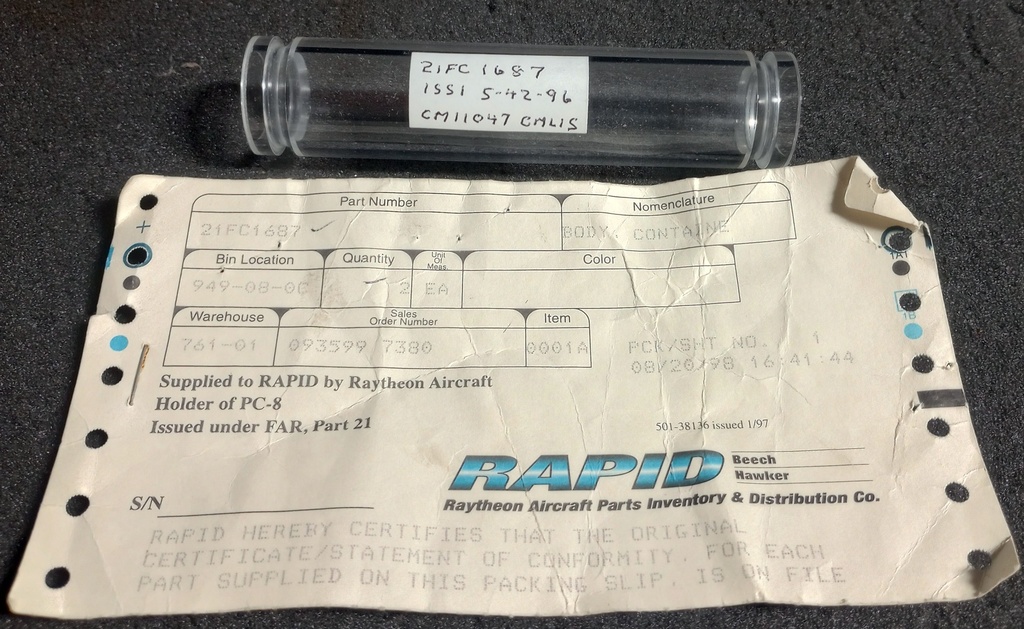 21FC1687
ISS1 5-42-96
CM11047 CMLIS
Part Number
Nomenclature
21FC1687
BODY, CONTAINE
Bin Location
Quantity
Unit Of Meas.
Color
949-08-0C
2
EA
Warehouse
Sales Order Number
Item
761-01
093599 7380
0001A
PCK/SHT NO. 1
08/20/98 16:41:44
Supplied to RAPID by Raytheon Aircraft
Holder of PC-8
Issued under FAR, Part 21
501-38136 issued 1/97
RAPID
Beech
Hawker
Raytheon Aircraft Parts Inventory & Distribution Co.
S/N
RAPID HEREBY CERTIFIES THAT THE ORIGINAL
CERTIFICATE/STATEMENT OF CONFORMITY, FOR EACH
PART SUPPLIED ON THIS PACKING SLIP, IS ON FILE
1A1
1B